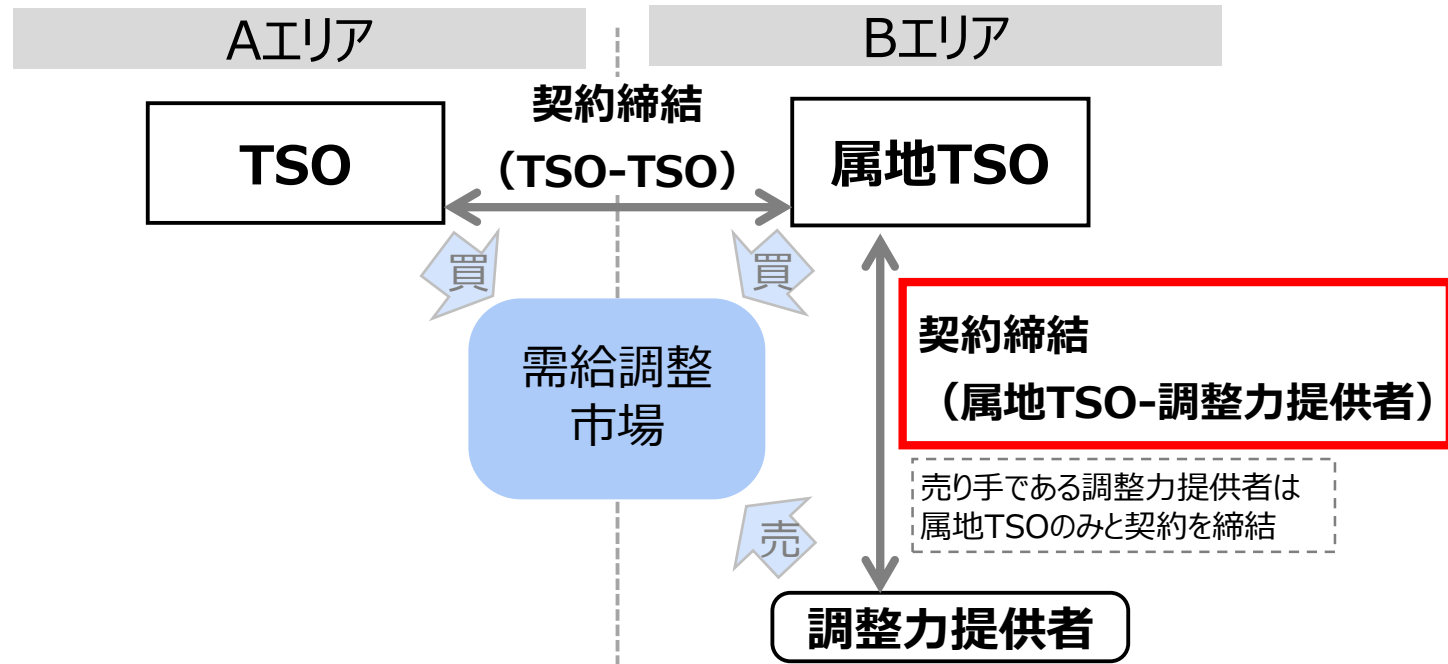 Aエリア
Bエリア
契約締結
（TSO-TSO）
TSO
属地TSO
買
買
需給調整
市場
契約締結
（属地TSO-調整力提供者）
売り手である調整力提供者は
属地TSOのみと契約を締結
売
調整力提供者